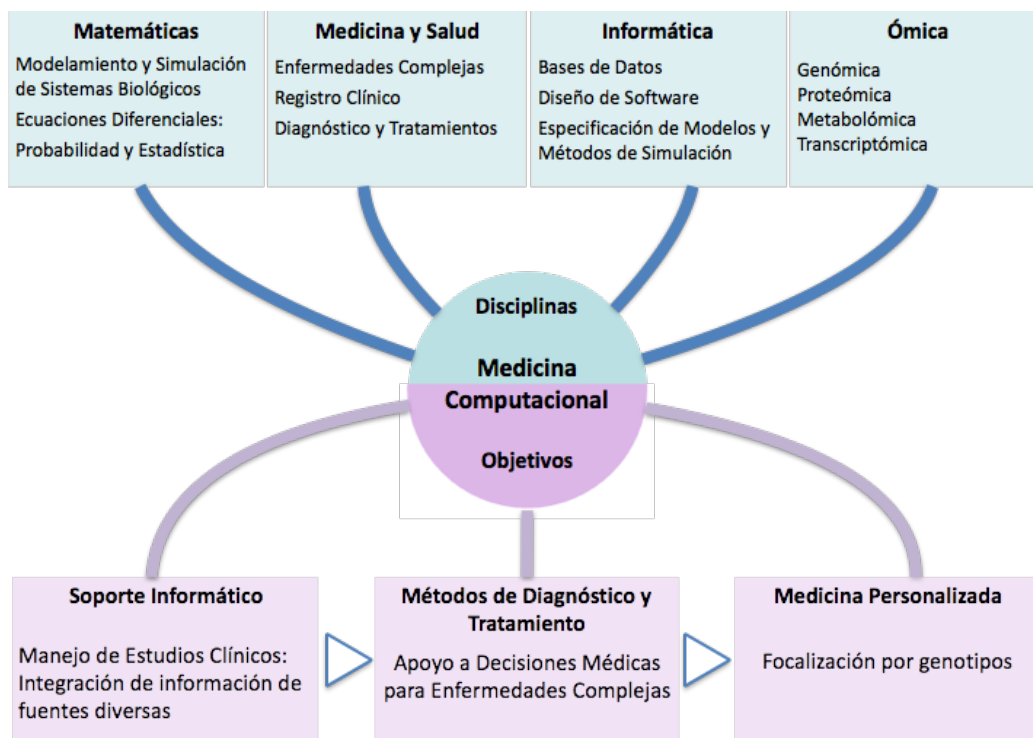 Matemáticas
Modelamiento y Simulación
de Sistemas Biológicos
Ecuaciones Diferenciales:
Probabilidad y Estadística
Medicina y Salud
Enfermedades Complejas
Registro Clínico
Diagnóstico y Tratamientos
Informática
Bases de Datos
Diseño de Software
Especificación de Modelos y
Métodos de Simulación
Ómica
Genómica
Proteómica
Metabolómica
Transcriptómica
Disciplinas
Medicina
Computacional
Objetivos
Soporte Informático
Manejo de Estudios Clínicos:
Integración de información de
fuentes diversas
Métodos de Diagnóstico y
Tratamiento
Apoyo a Decisiones Médicas
para Enfermedades Complejas
Medicina Personalizada
Focalización por genotipos